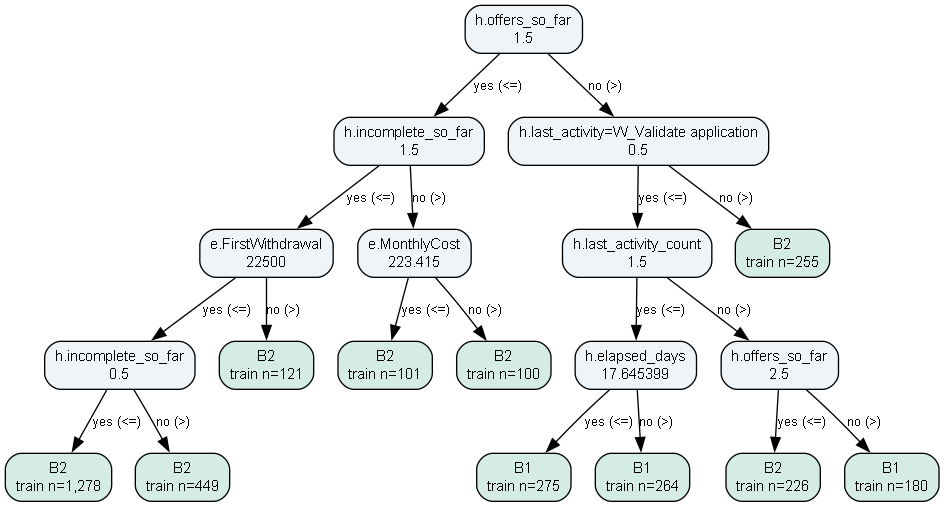 h.offers_so_far
1.5
yes (<=)
no (>)
h.incomplete_so_far
1.5
h.last_activity=W_Validate application
0.5
yes (<=)
no (>)
yes (<=)
no (>)
e.FirstWithdrawal
22500
e.MonthlyCost
223.415
h.last_activity_count
1.5
B2
train n=255
yes (<=)
no (>)
yes (<=)
no (>)
yes (<=)
no (>)
h.incomplete_so_far
0.5
B2
train n=121
B2
train n=101
B2
train n=100
h.elapsed_days
17.645399
h.offers_so_far
2.5
yes (<=)
no (>)
yes (<=)
no (>)
yes (<=)
no (>)
B2
train n=1,278
B2
train n=449
B1
train n=275
B1
train n=264
B2
train n=226
B1
train n=180